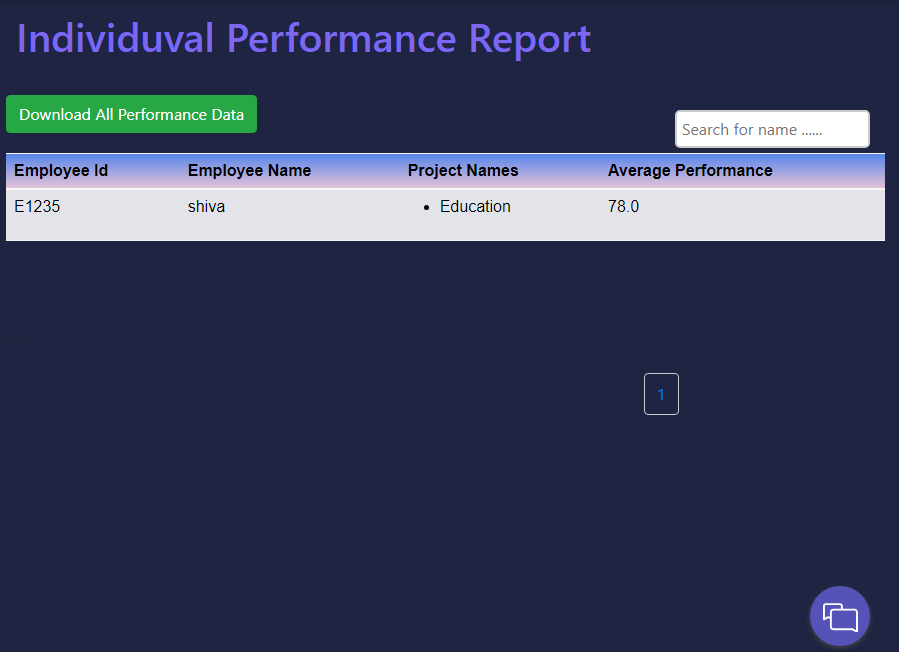 Individuval Performance Report
Download All Performance Data
Search for name ......
Employee Id Employee Name Project Names Average Performance
E1235 shiva • Education 78.0
1